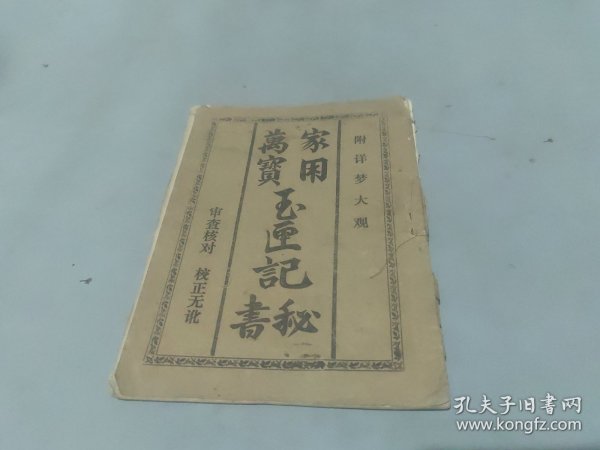 附详梦大观
家用
萬寳
玉匣記
秘
書
审查核对 校正无讹
孔夫子旧书网
www.kongfz.com